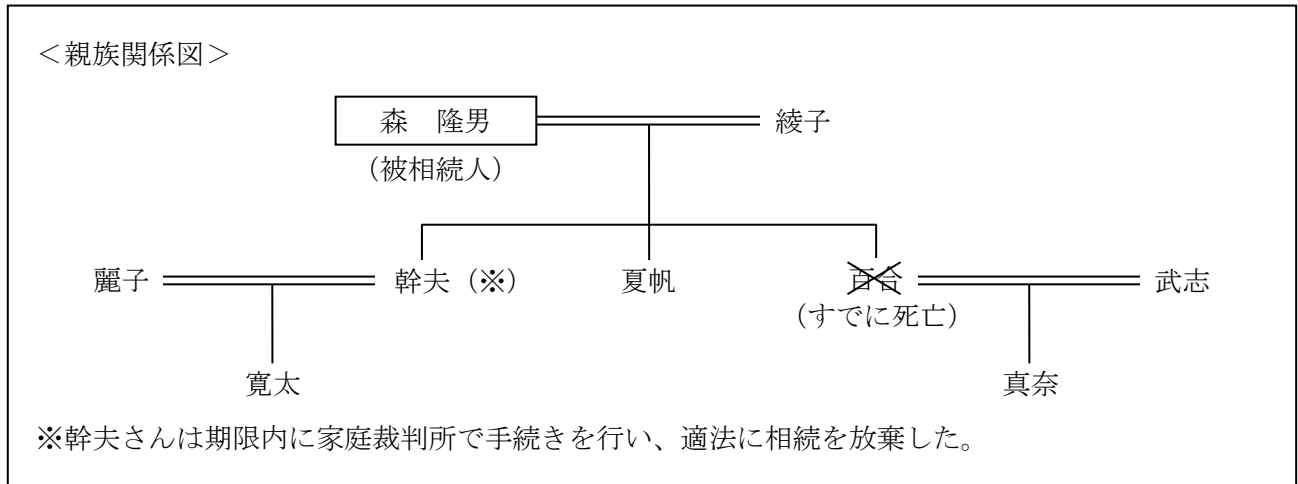 ＜親族関係図＞
森　隆男
綾子
（被相続人）
麗子
幹夫（※）
夏帆
百合
武志
（すでに死亡）
寛太
真奈
※幹夫さんは期限内に家庭裁判所で手続きを行い、適法に相続を放棄した。